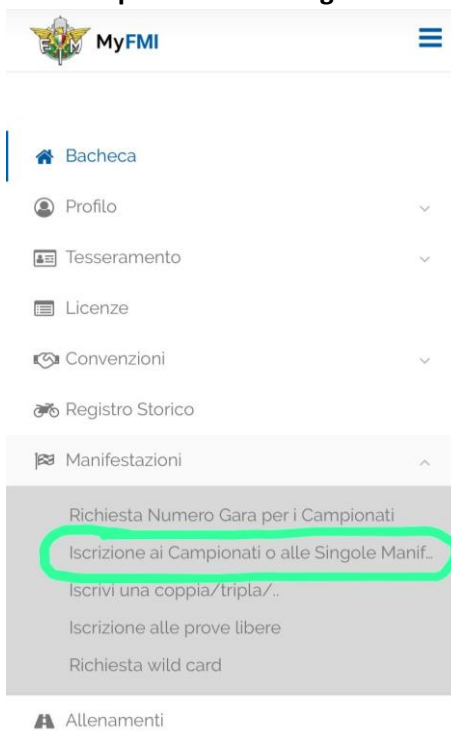 MyFMI
Bacheca
Profilo
Tesseramento
Licenze
Convenzioni
Registro Storico
Manifestazioni
Richiesta Numero Gara per i Campionati
Iscrizione ai Campionati o alle Singole Manif...
Iscrivi una coppia/tripla/..
Iscrizione alle prove libere
Richiesta wild card
Allenamenti